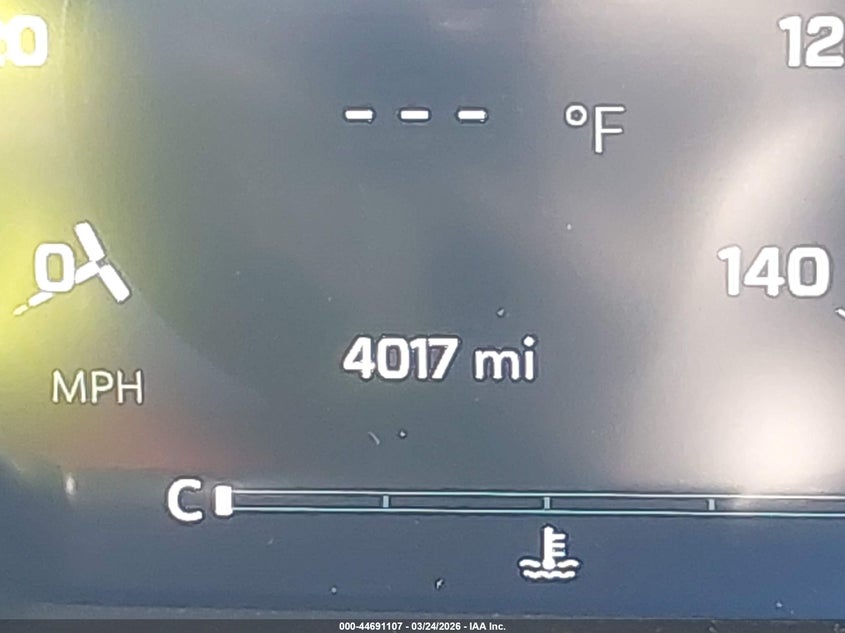 12
--- °F
0
140
4017 mi
MPH
C
000-44691107 - 03/24/2026 - IAA Inc.